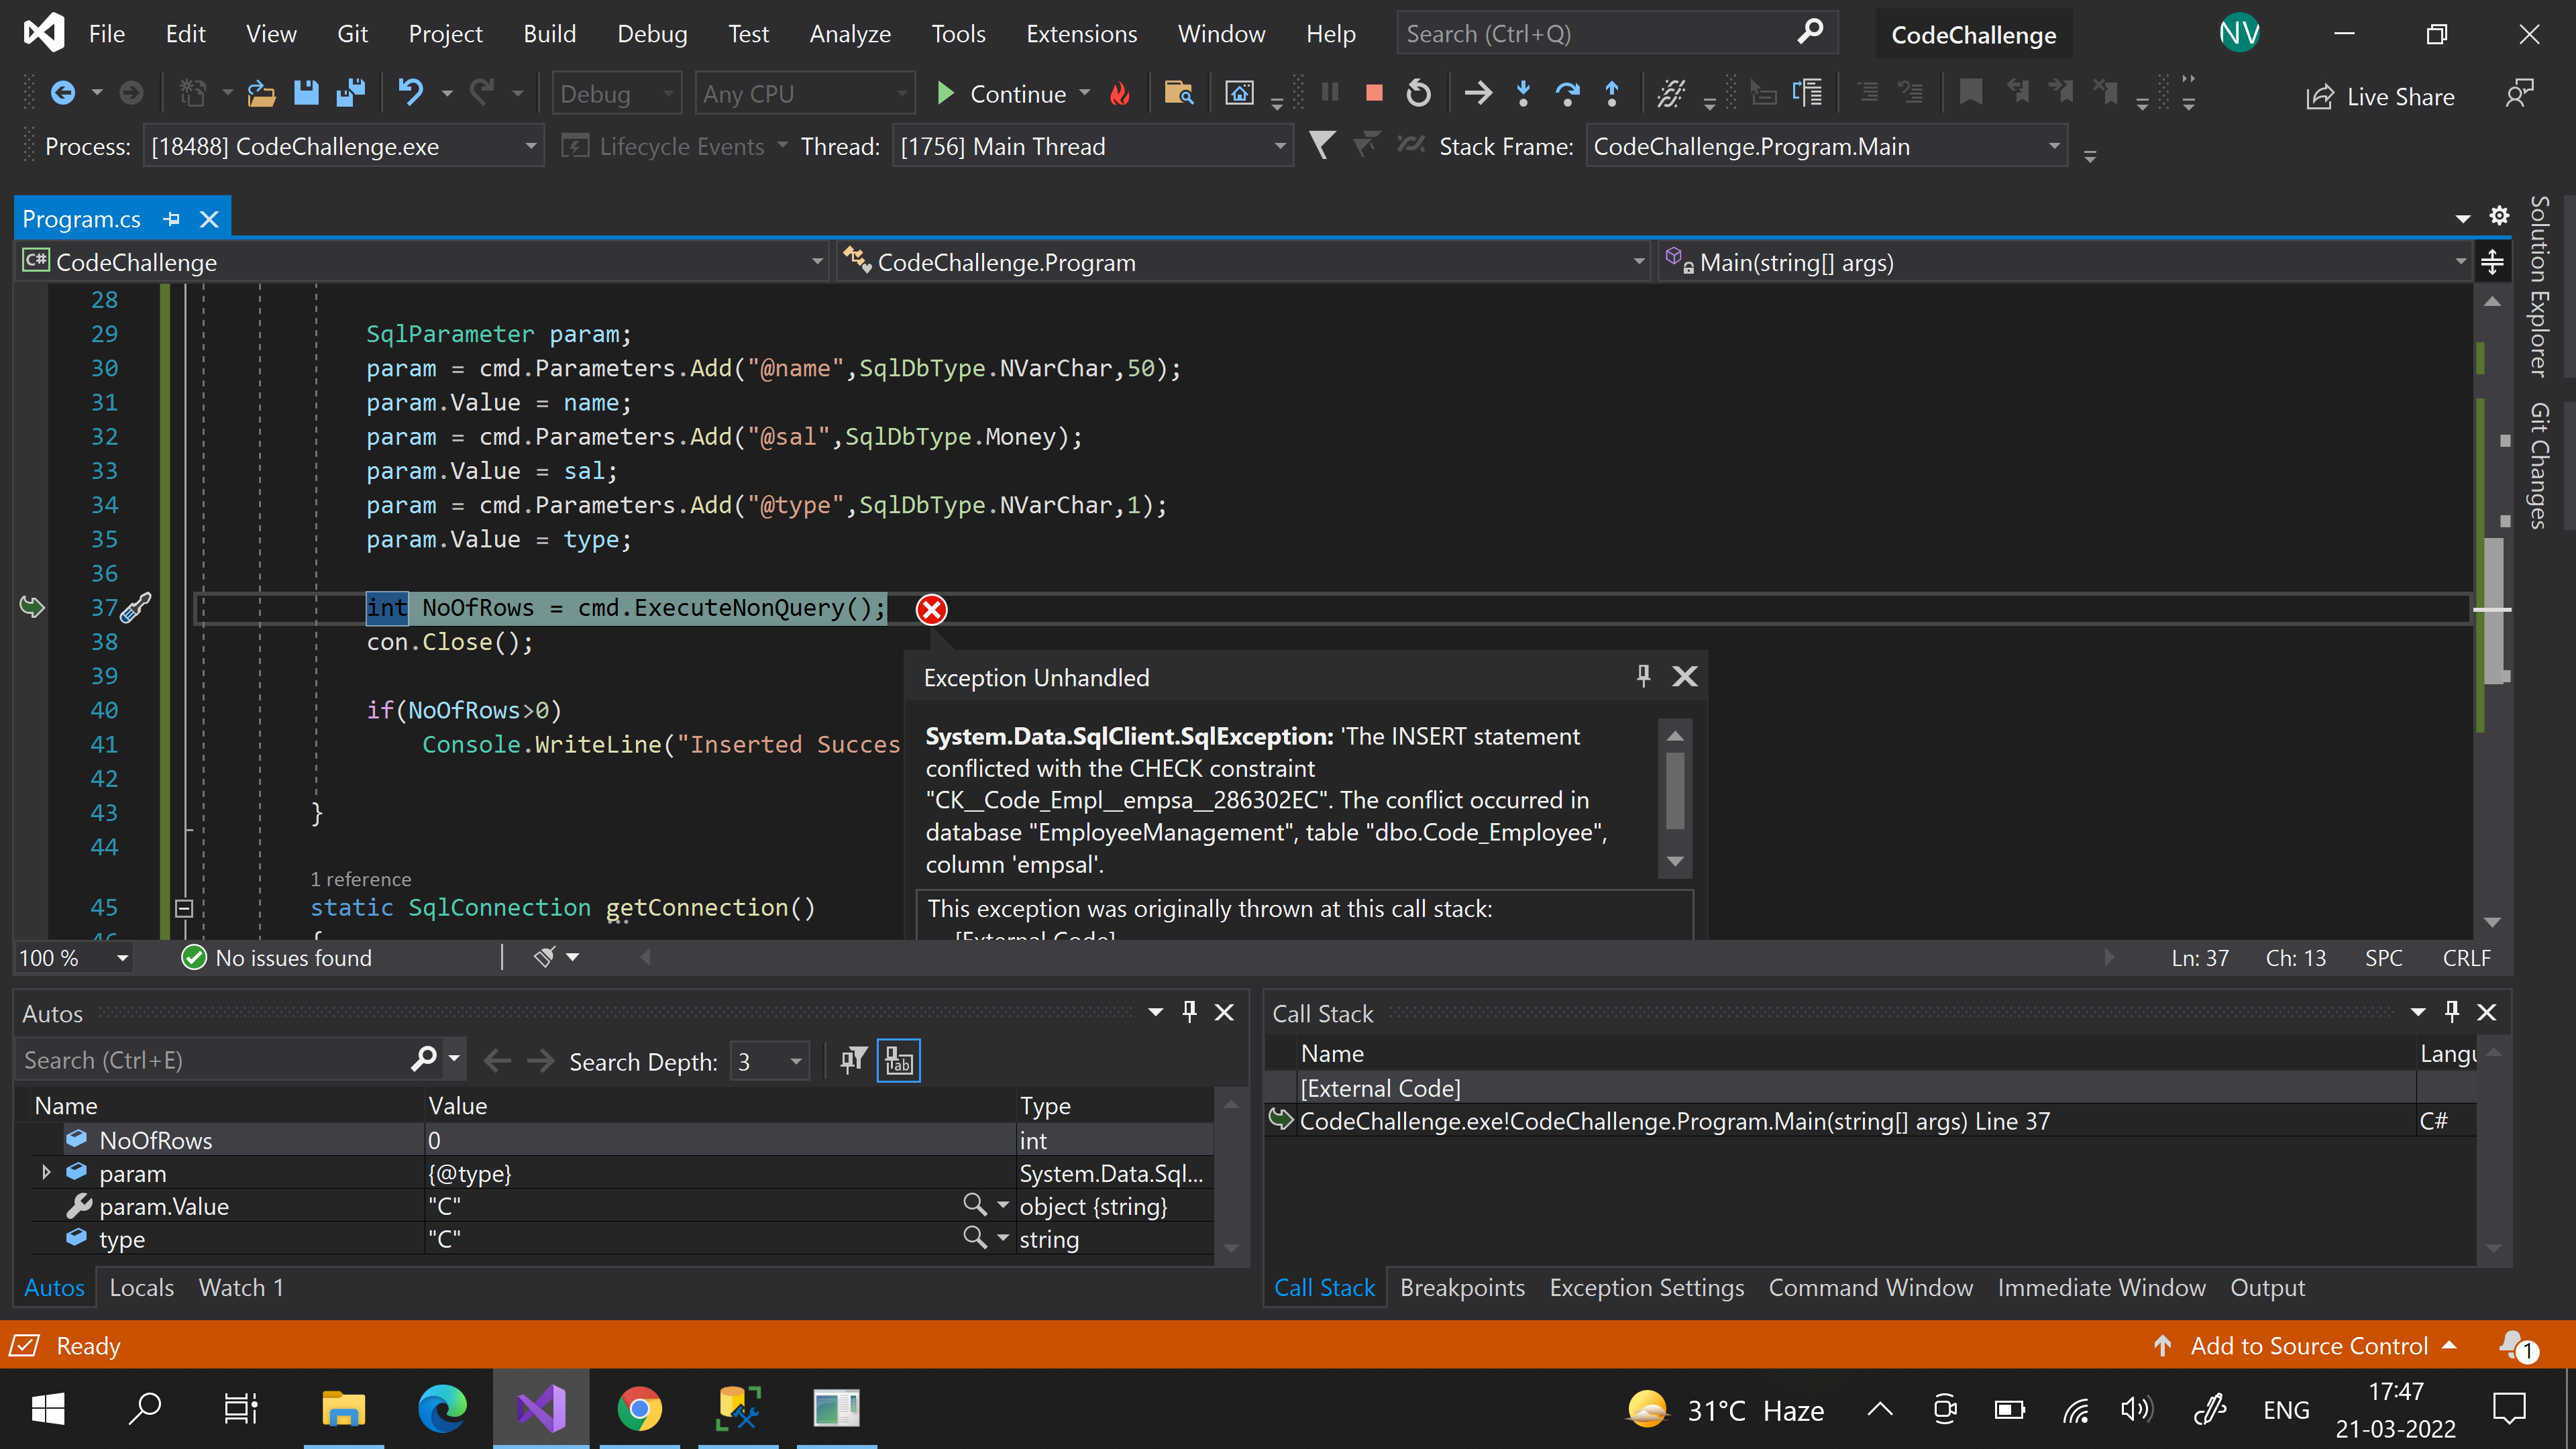 File Edit View Git Project Build Debug Test Analyze Tools Extensions Window Help Search (Ctrl+Q) CodeChallenge NV
Debug Any CPU Continue Live Share
Process: [18488] CodeChallenge.exe Lifecycle Events Thread: [1756] Main Thread Stack Frame: CodeChallenge.Program.Main
Program.cs
C# CodeChallenge CodeChallenge.Program Main(string[] args)
Solution Explorer
Git Changes
28
29 SqlParameter param;
30 param = cmd.Parameters.Add("@name",SqlDbType.NVarChar,50);
31 param.Value = name;
32 param = cmd.Parameters.Add("@sal",SqlDbType.Money);
33 param.Value = sal;
34 param = cmd.Parameters.Add("@type",SqlDbType.NVarChar,1);
35 param.Value = type;
36
37 int NoOfRows = cmd.ExecuteNonQuery();
38 con.Close();
39
40 if(NoOfRows>0)
41 Console.WriteLine("Inserted Succes
42
43 }
44
1 reference
45 static SqlConnection getConnection()
46 {
Exception Unhandled
System.Data.SqlClient.SqlException: 'The INSERT statement
conflicted with the CHECK constraint
"CK__Code_Empl__empsa__286302EC". The conflict occurred in
database "EmployeeManagement", table "dbo.Code_Employee",
column 'empsal'.
This exception was originally thrown at this call stack:
[External Code]
100 % No issues found Ln: 37 Ch: 13 SPC CRLF
Autos
Search (Ctrl+E) Search Depth: 3
Name Value Type
NoOfRows 0 int
param {@type} System.Data.Sql...
param.Value "C" object {string}
type "C" string
Autos Locals Watch 1
Call Stack
Name Langu
[External Code]
CodeChallenge.exe!CodeChallenge.Program.Main(string[] args) Line 37 C#
Call Stack Breakpoints Exception Settings Command Window Immediate Window Output
Ready Add to Source Control 1
31°C Haze ENG 17:47
21-03-2022